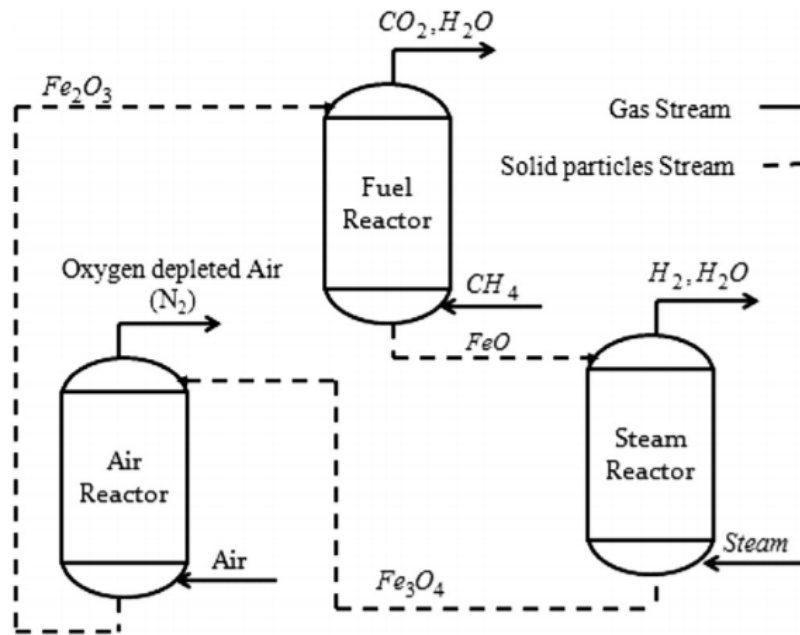 CO₂,H₂O
Fe₂O₃
Gas Stream
Solid particles Stream
Fuel
Reactor
Oxygen depleted Air
(N₂)
CH₄
H₂,H₂O
FeO
Air
Reactor
Steam
Reactor
Air
Steam
Fe₃O₄